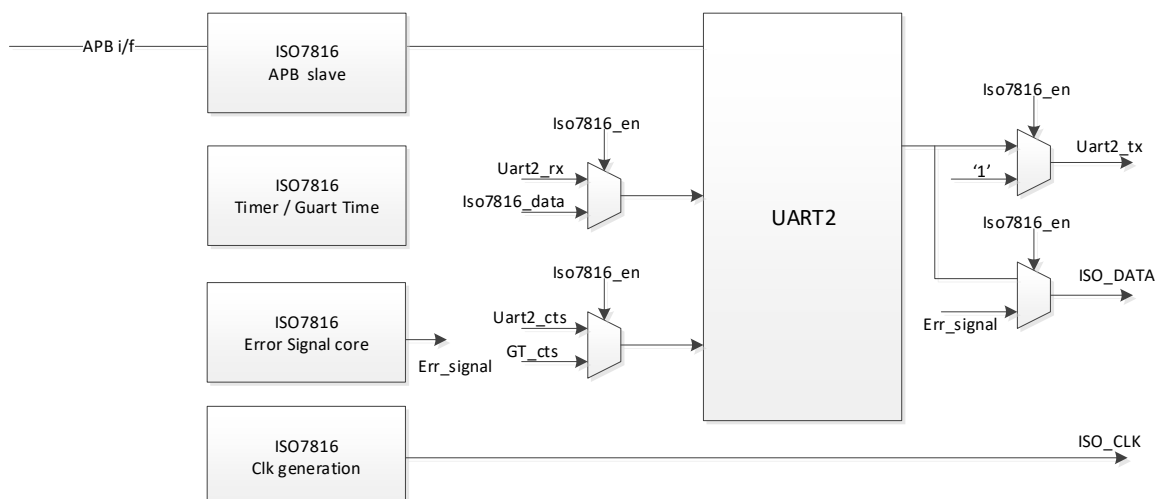 APB i/f
ISO7816
APB slave
Iso7816_en
Uart2_rx
Iso7816_data
ISO7816
Timer / Guart Time
UART2
Iso7816_en
Uart2_tx
‘1’
Iso7816_en
ISO_DATA
Err_signal
Iso7816_en
Uart2_cts
GT_cts
ISO7816
Error Signal core
Err_signal
ISO7816
Clk generation
ISO_CLK